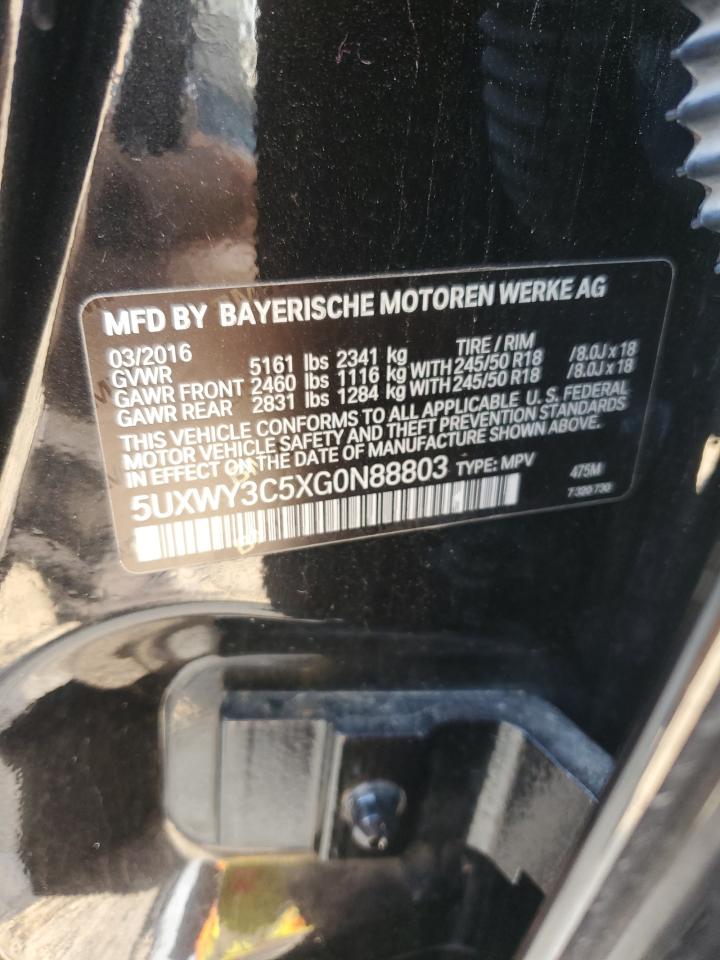 MFD BY BAYERISCHE MOTOREN WERKE AG
03/2016 TIRE / RIM
GVWR 5161 lbs 2341 kg
GAWR FRONT 2460 lbs 1116 kg WITH 245/50 R18 /8.0J x 18
GAWR REAR 2831 lbs 1284 kg WITH 245/50 R18 /8.0J x 18
THIS VEHICLE CONFORMS TO ALL APPLICABLE U. S. FEDERAL
MOTOR VEHICLE SAFETY AND THEFT PREVENTION STANDARDS
IN EFFECT ON THE DATE OF MANUFACTURE SHOWN ABOVE.
5UXWY3C5XG0N88803 TYPE: MPV 475M
7 320 730